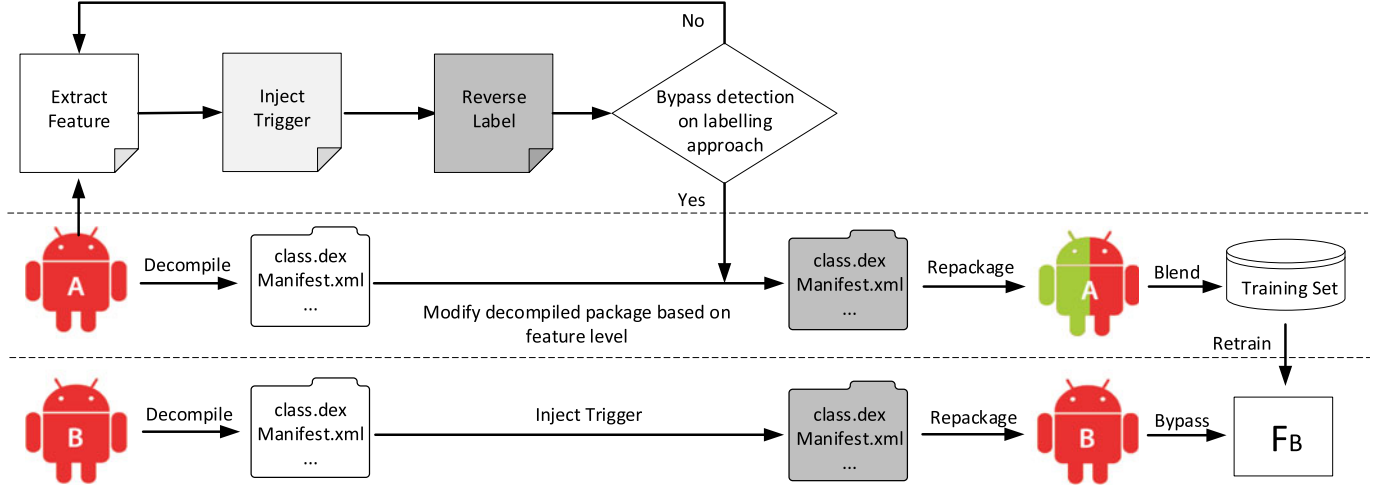 No
Extract
Feature
Inject
Trigger
Reverse
Label
Bypass detection
on labelling
approach
Yes
A
Decompile
class.dex
Manifest.xml
...
Modify decompiled package based on
feature level
class.dex
Manifest.xml
...
Repackage
A
Blend
Training Set
Retrain
B
Decompile
class.dex
Manifest.xml
...
Inject Trigger
class.dex
Manifest.xml
...
Repackage
B
Bypass
FB